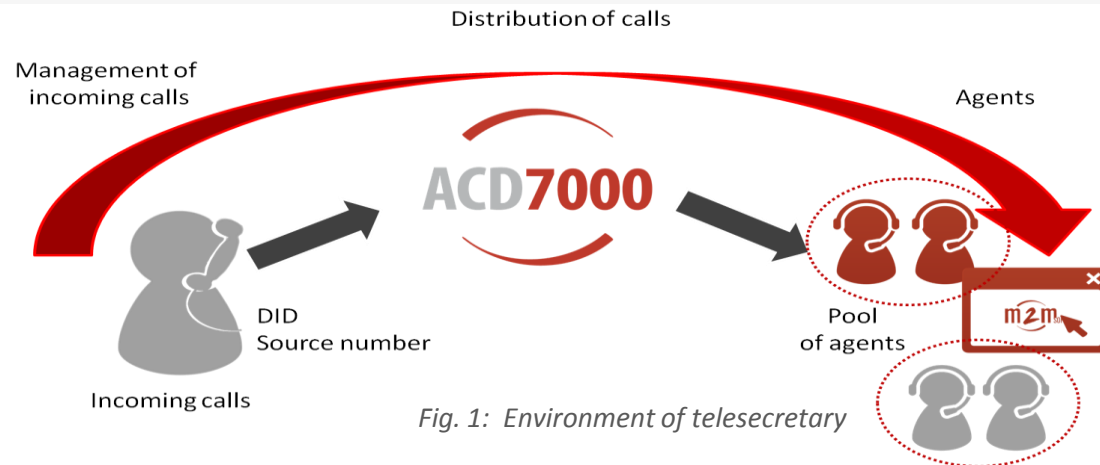 Distribution of calls
Management of
incoming calls
Agents
ACD7000
DID
Source number
Incoming calls
Pool
of agents
m2m
Fig. 1: Environment of telesecretary